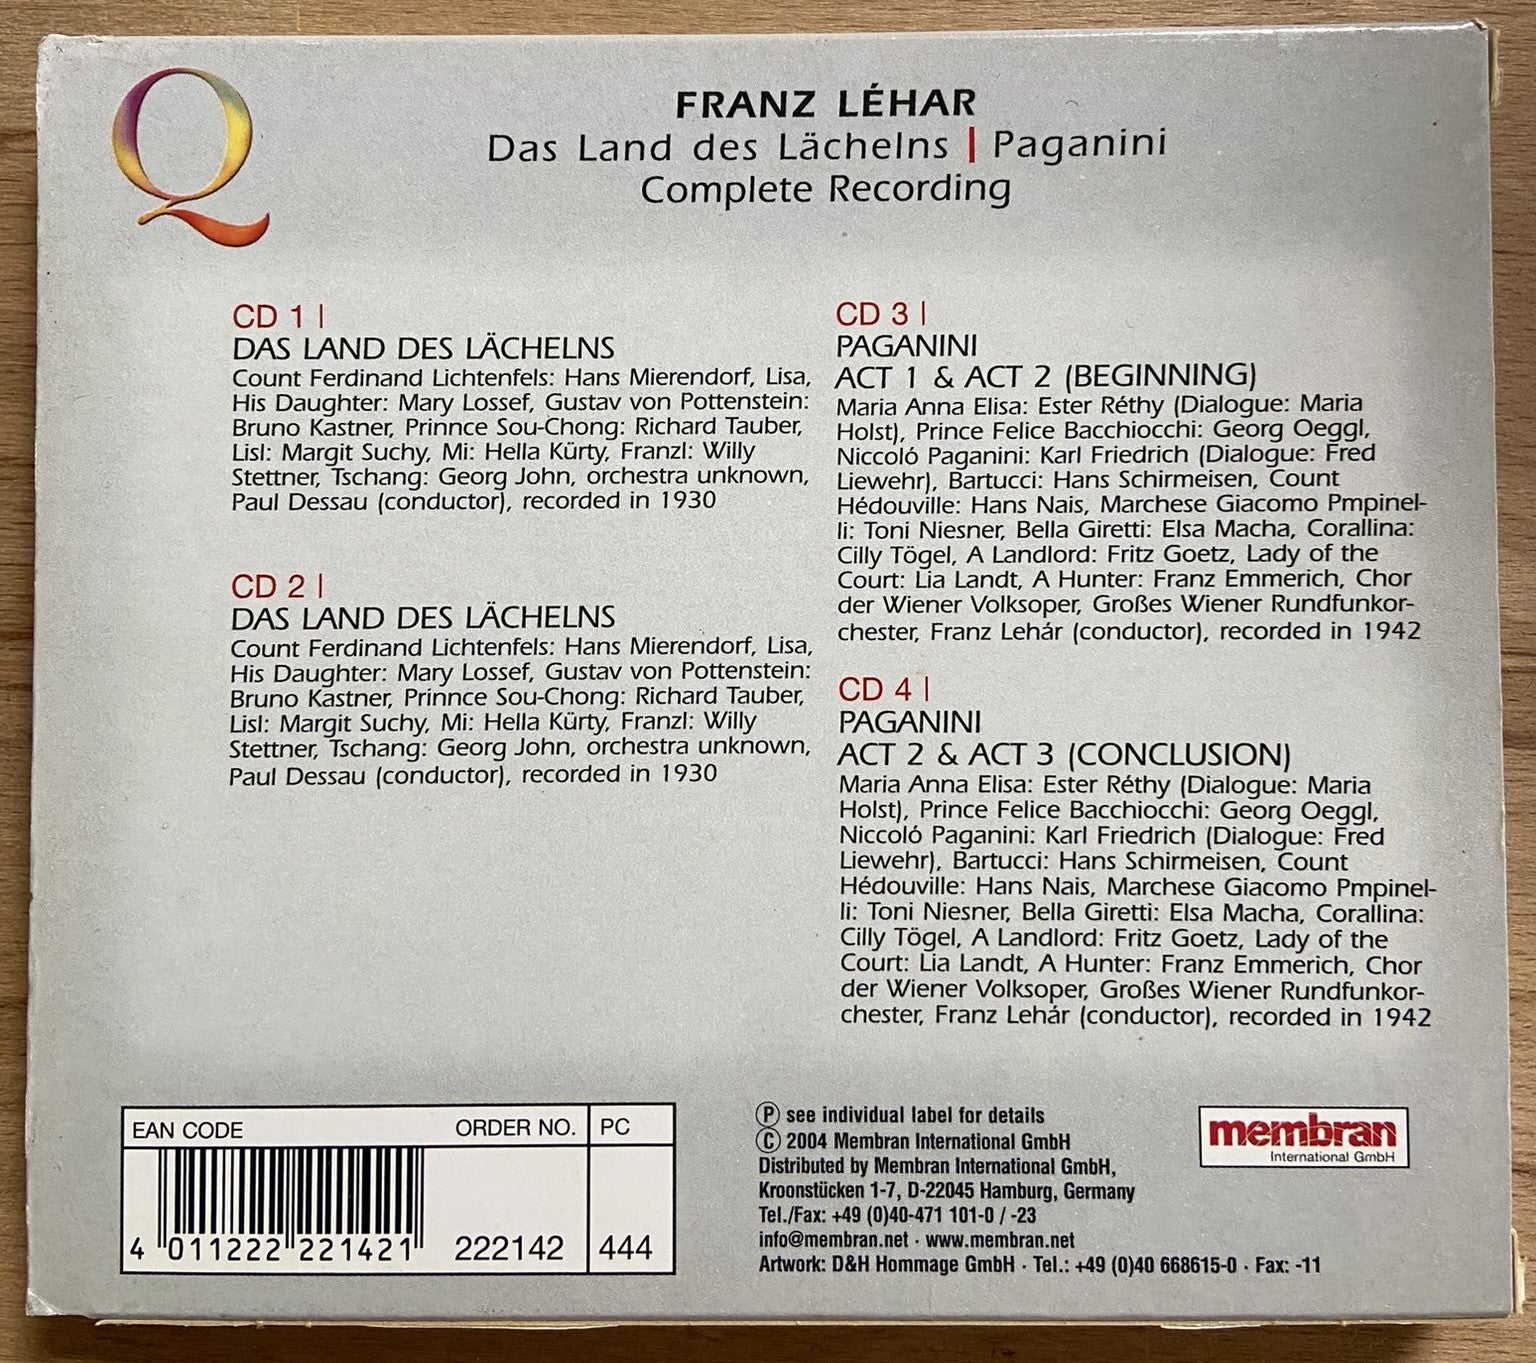 Q
FRANZ LÉHAR
Das Land des Lächelns | Paganini
Complete Recording
CD 1 |
DAS LAND DES LÄCHELNS
Count Ferdinand Lichtenfels: Hans Mierendorf, Lisa,
His Daughter: Mary Lossef, Gustav von Pottenstein:
Bruno Kastner, Prinnce Sou-Chong: Richard Tauber,
Lisl: Margit Suchy, Mi: Hella Kürty, Franzl: Willy
Stettner, Tschang: Georg John, orchestra unknown,
Paul Dessau (conductor), recorded in 1930
CD 2 |
DAS LAND DES LÄCHELNS
Count Ferdinand Lichtenfels: Hans Mierendorf, Lisa,
His Daughter: Mary Lossef, Gustav von Pottenstein:
Bruno Kastner, Prinnce Sou-Chong: Richard Tauber,
Lisl: Margit Suchy, Mi: Hella Kürty, Franzl: Willy
Stettner, Tschang: Georg John, orchestra unknown,
Paul Dessau (conductor), recorded in 1930
CD 3 |
PAGANINI
ACT 1 & ACT 2 (BEGINNING)
Maria Anna Elisa: Ester Réthy (Dialogue: Maria
Holst), Prince Felice Bacchiocchi: Georg Oeggl,
Niccoló Paganini: Karl Friedrich (Dialogue: Fred
Liewehr), Bartucci: Hans Schirmeisen, Count
Hédouville: Hans Nais, Marchese Giacomo Pmpinel-
li: Toni Niesner, Bella Giretti: Elsa Macha, Corallina:
Cilly Tögel, A Landlord: Fritz Goetz, Lady of the
Court: Lia Landt, A Hunter: Franz Emmerich, Chor
der Wiener Volksoper, Großes Wiener Rundfunkor-
chester, Franz Lehár (conductor), recorded in 1942
CD 4 |
PAGANINI
ACT 2 & ACT 3 (CONCLUSION)
Maria Anna Elisa: Ester Réthy (Dialogue: Maria
Holst), Prince Felice Bacchiocchi: Georg Oeggl,
Niccoló Paganini: Karl Friedrich (Dialogue: Fred
Liewehr), Bartucci: Hans Schirmeisen, Count
Hédouville: Hans Nais, Marchese Giacomo Pmpinel-
li: Toni Niesner, Bella Giretti: Elsa Macha, Corallina:
Cilly Tögel, A Landlord: Fritz Goetz, Lady of the
Court: Lia Landt, A Hunter: Franz Emmerich, Chor
der Wiener Volksoper, Großes Wiener Rundfunkor-
chester, Franz Lehár (conductor), recorded in 1942
EAN CODE ORDER NO. PC
4 011222 221421 222142 444
Ⓟ see individual label for details
Ⓒ 2004 Membran International GmbH
Distributed by Membran International GmbH,
Kroonstücken 1-7, D-22045 Hamburg, Germany
Tel./Fax: +49 (0)40-471 101-0 / -23
info@membran.net · www.membran.net
Artwork: D&H Hommage GmbH · Tel.: +49 (0)40 668615-0 · Fax: -11
membran
International GmbH